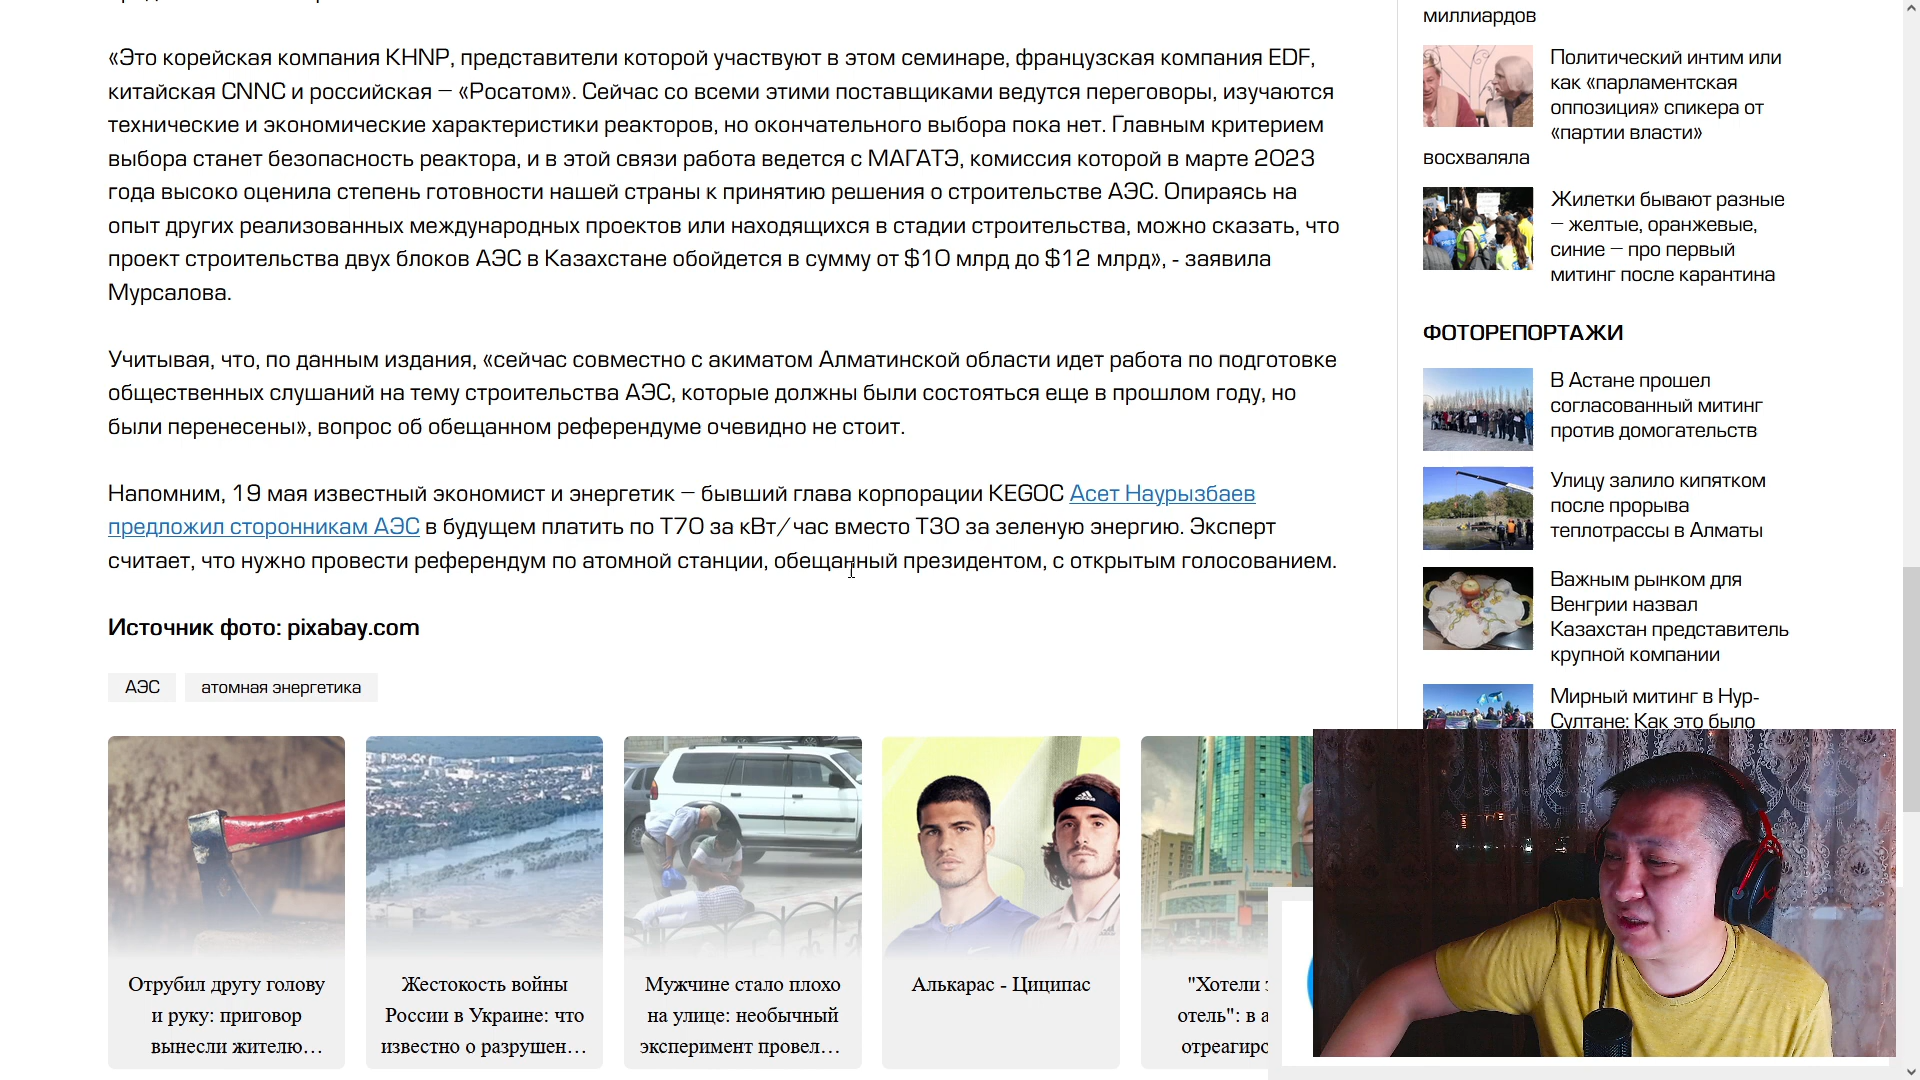 «Это корейская компания KHNP, представители которой участвуют в этом семинаре, французская компания EDF,
китайская CNNC и российская – «Росатом». Сейчас со всеми этими поставщиками ведутся переговоры, изучаются
технические и экономические характеристики реакторов, но окончательного выбора пока нет. Главным критерием
выбора станет безопасность реактора, и в этой связи работа ведется с МАГАТЭ, комиссия которой в марте 2023
года высоко оценила степень готовности нашей страны к принятию решения о строительстве АЭС. Опираясь на
опыт других реализованных международных проектов или находящихся в стадии строительства, можно сказать, что
проект строительства двух блоков АЭС в Казахстане обойдется в сумму от $10 млрд до $12 млрд», - заявила
Мурсалова.
Учитывая, что, по данным издания, «сейчас совместно с акиматом Алматинской области идет работа по подготовке
общественных слушаний на тему строительства АЭС, которые должны были состояться еще в прошлом году, но
были перенесены», вопрос об обещанном референдуме очевидно не стоит.
Напомним, 19 мая известный экономист и энергетик – бывший глава корпорации KEGOC Асет Наурызбаев
предложил сторонникам АЭС в будущем платить по Т70 за кВт/час вместо Т30 за зеленую энергию. Эксперт
считает, что нужно провести референдум по атомной станции, обещанный президентом, с открытым голосованием.
Источник фото: pixabay.com
АЭС
атомная энергетика
Отрубил другу голову
и руку: приговор
вынесли жителю...
Жестокость войны
России в Украине: что
известно о разрушен...
Мужчине стало плохо
на улице: необычный
эксперимент провел...
Алькарас - Циципас
"Хотели
отель": в а
отреагиро
миллиардов
Политический интим или
как «парламентская
оппозиция» спикера от
«партии власти»
восхваляла
Жилетки бывают разные
– желтые, оранжевые,
синие – про первый
митинг после карантина
ФОТОРЕПОРТАЖИ
В Астане прошел
согласованный митинг
против домогательств
Улицу залило кипятком
после прорыва
теплотрассы в Алматы
Важным рынком для
Венгрии назвал
Казахстан представитель
крупной компании
Мирный митинг в Нур-
Султане: Как это было